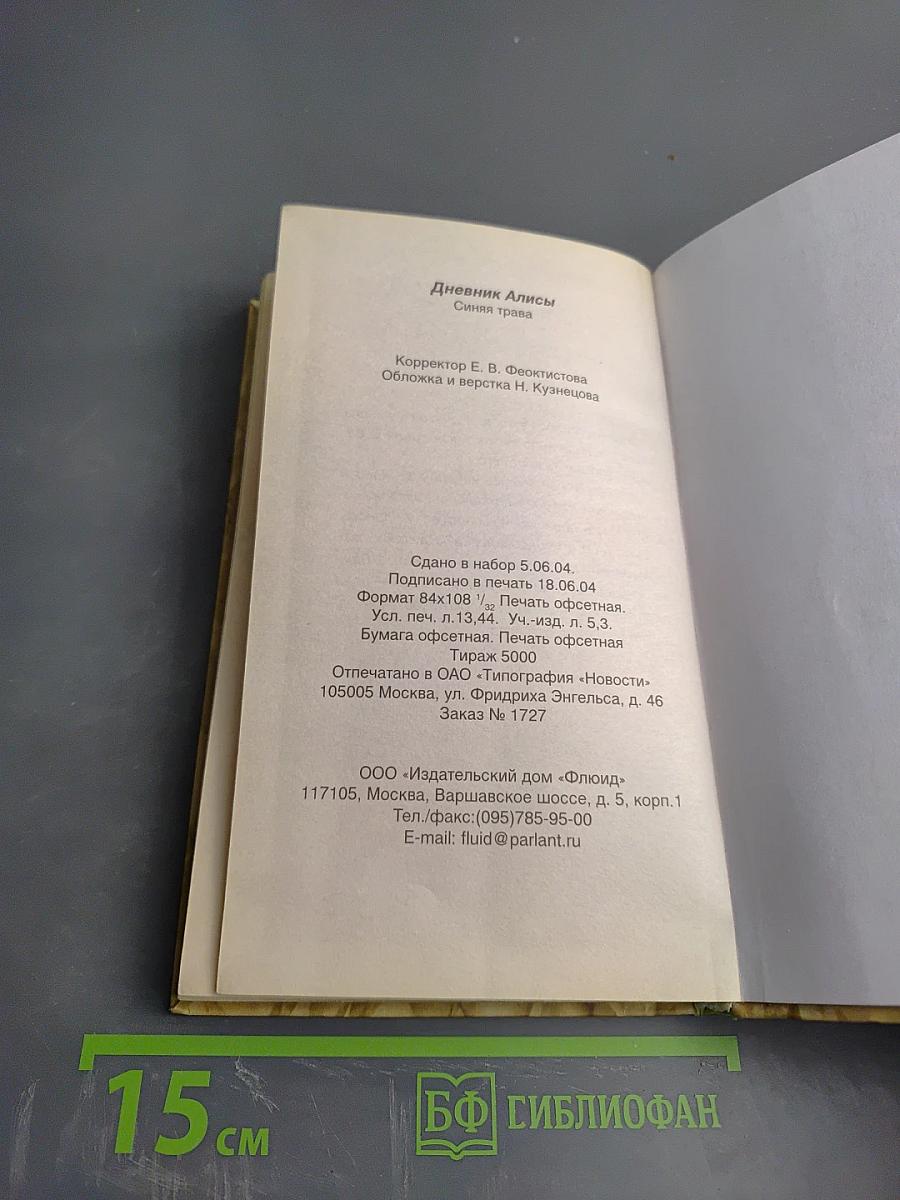 Дневник Алисы
Синяя трава
Корректор Е. В. Феоктистова
Обложка и верстка Н. Кузнецова
Сдано в набор 5.06.04.
Подписано в печать 18.06.04
Формат 84х108 1/32 Печать офсетная.
Усл. печ. л.13,44. Уч.-изд. л. 5,3.
Бумага офсетная. Печать офсетная
Тираж 5000
Отпечатано в ОАО «Типография «Новости»
105005 Москва, ул. Фридриха Энгельса, д. 46
Заказ № 1727
ООО «Издательский дом «Флюид»
117105, Москва, Варшавское шоссе, д. 5, корп.1
Тел./факс:(095)785-95-00
E-mail: fluid@parlant.ru
15 см
БФ БИБЛИОФАН